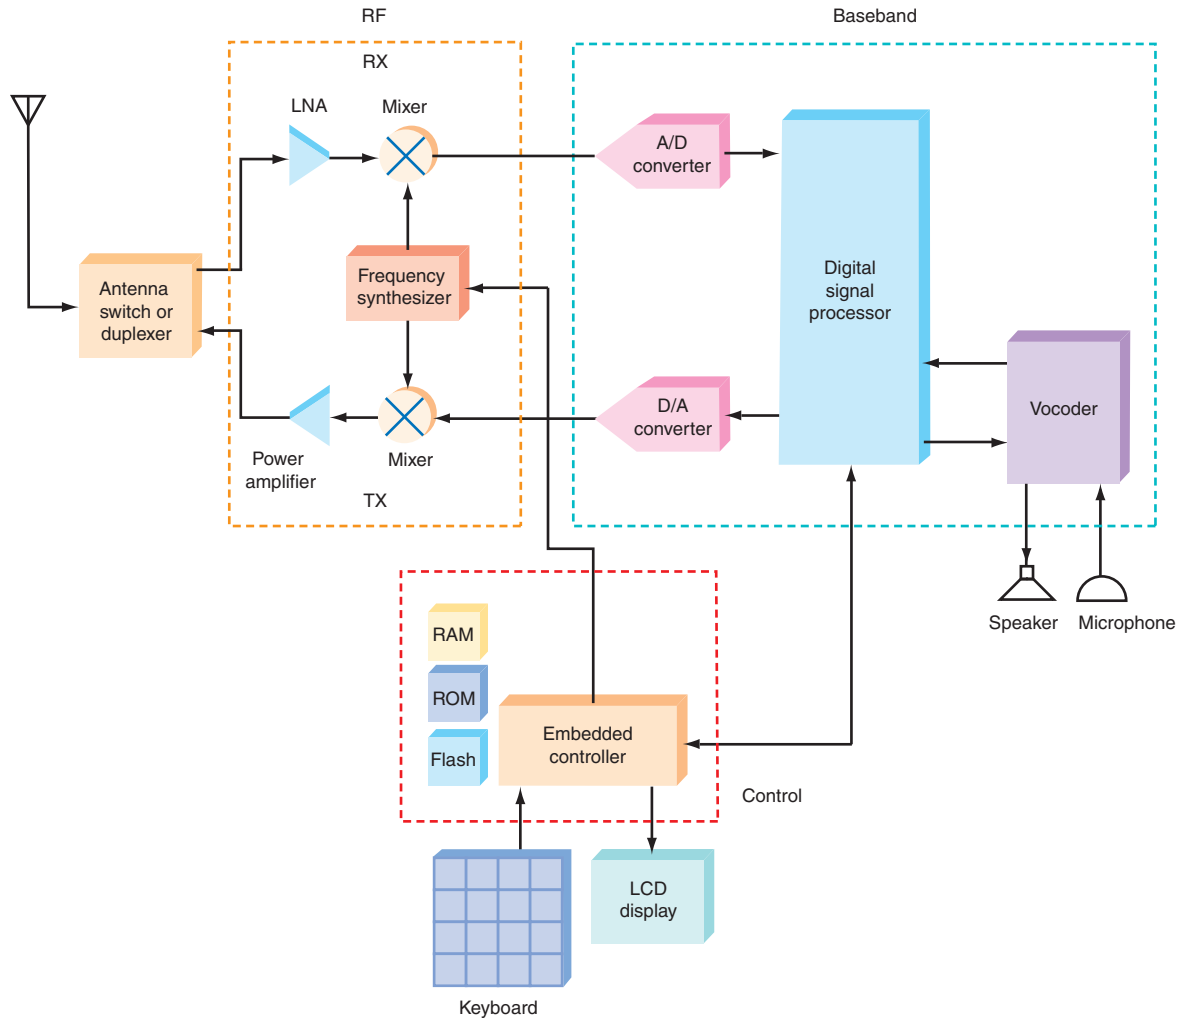 RF
Baseband
RX
LNA
Mixer
A/D
converter
Antenna
switch or
duplexer
Frequency
synthesizer
Digital
signal
processor
D/A
converter
Vocoder
Power
amplifier
Mixer
TX
Speaker
Microphone
RAM
ROM
Flash
Embedded
controller
Control
LCD
display
Keyboard